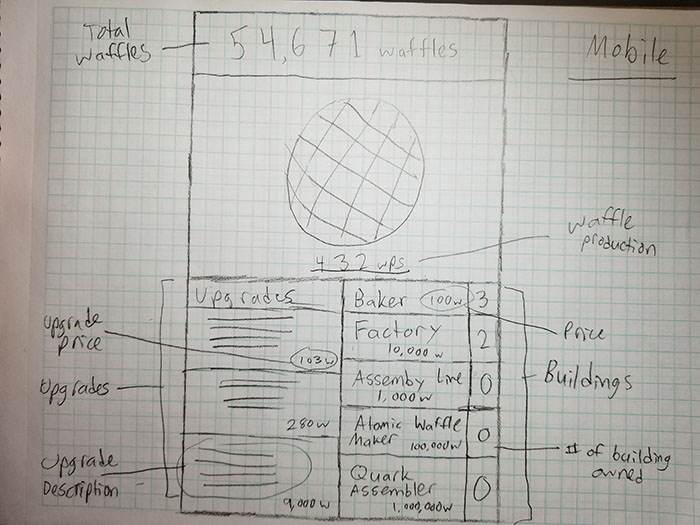 Total
waffles
54,671 waffles
Mobile
waffle
production
432 wps
Upgrades
Baker 100w 3
Price
Factory 2
10,000w
Upgrade
price
103w
Assemby Line 0
1,000w
Buildings
Upgrades
280w
Atomic Waffle
Maker 100,000w 0
# of building
owned
Upgrade
Description
9,000w
Quark
Assembler 0
1,000,000w